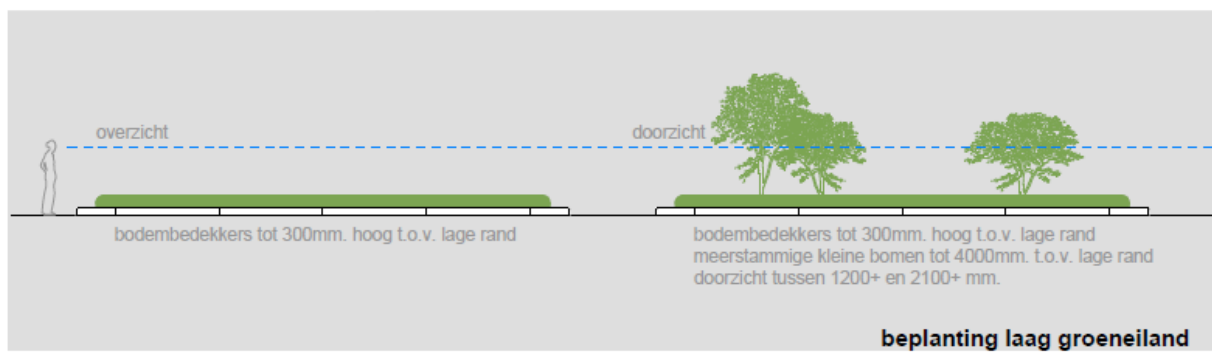 overzicht
doorzicht
bodembedekkers tot 300mm. hoog t.o.v. lage rand
bodembedekkers tot 300mm. hoog t.o.v. lage rand
meerstammige kleine bomen tot 4000mm. t.o.v. lage rand
doorzicht tussen 1200+ en 2100+ mm.
beplanting laag groeneiland